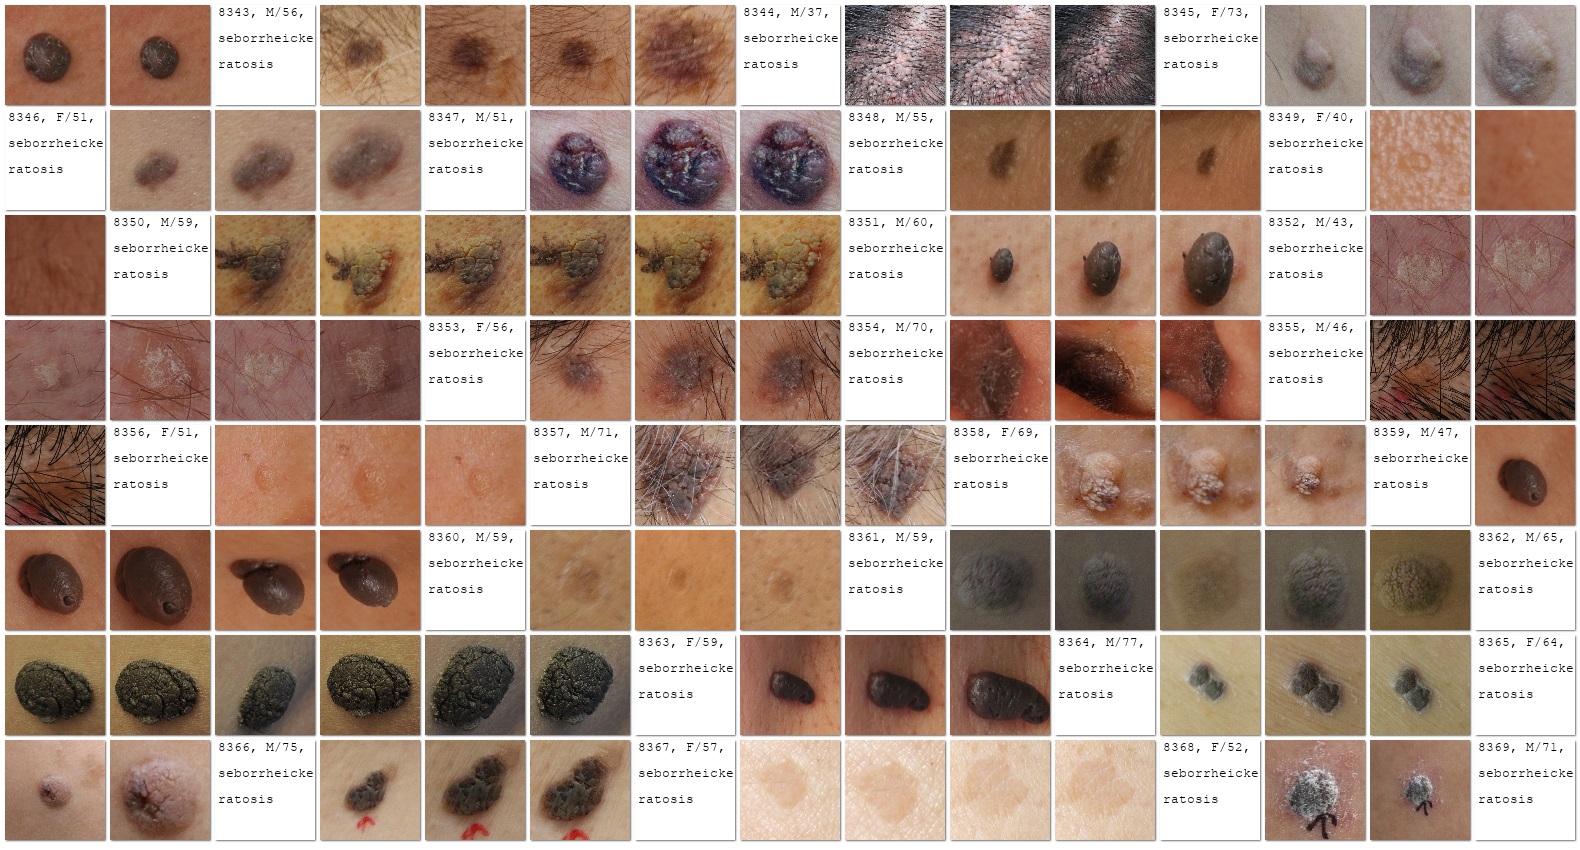 8343, M/56,
seborrheicke
ratosis
8344, M/37,
seborrheicke
ratosis
8345, F/73,
seborrheicke
ratosis
8346, F/51,
seborrheicke
ratosis
8347, M/51,
seborrheicke
ratosis
8348, M/55,
seborrheicke
ratosis
8349, F/40,
seborrheicke
ratosis
8350, M/59,
seborrheicke
ratosis
8351, M/60,
seborrheicke
ratosis
8352, M/43,
seborrheicke
ratosis
8353, F/56,
seborrheicke
ratosis
8354, M/70,
seborrheicke
ratosis
8355, M/46,
seborrheicke
ratosis
8356, F/51,
seborrheicke
ratosis
8357, M/71,
seborrheicke
ratosis
8358, F/69,
seborrheicke
ratosis
8359, M/47,
seborrheicke
ratosis
8360, M/59,
seborrheicke
ratosis
8361, M/59,
seborrheicke
ratosis
8362, M/65,
seborrheicke
ratosis
8363, F/59,
seborrheicke
ratosis
8364, M/77,
seborrheicke
ratosis
8365, F/64,
seborrheicke
ratosis
8366, M/75,
seborrheicke
ratosis
8367, F/57,
seborrheicke
ratosis
8368, F/52,
seborrheicke
ratosis
8369, M/71,
seborrheicke
ratosis